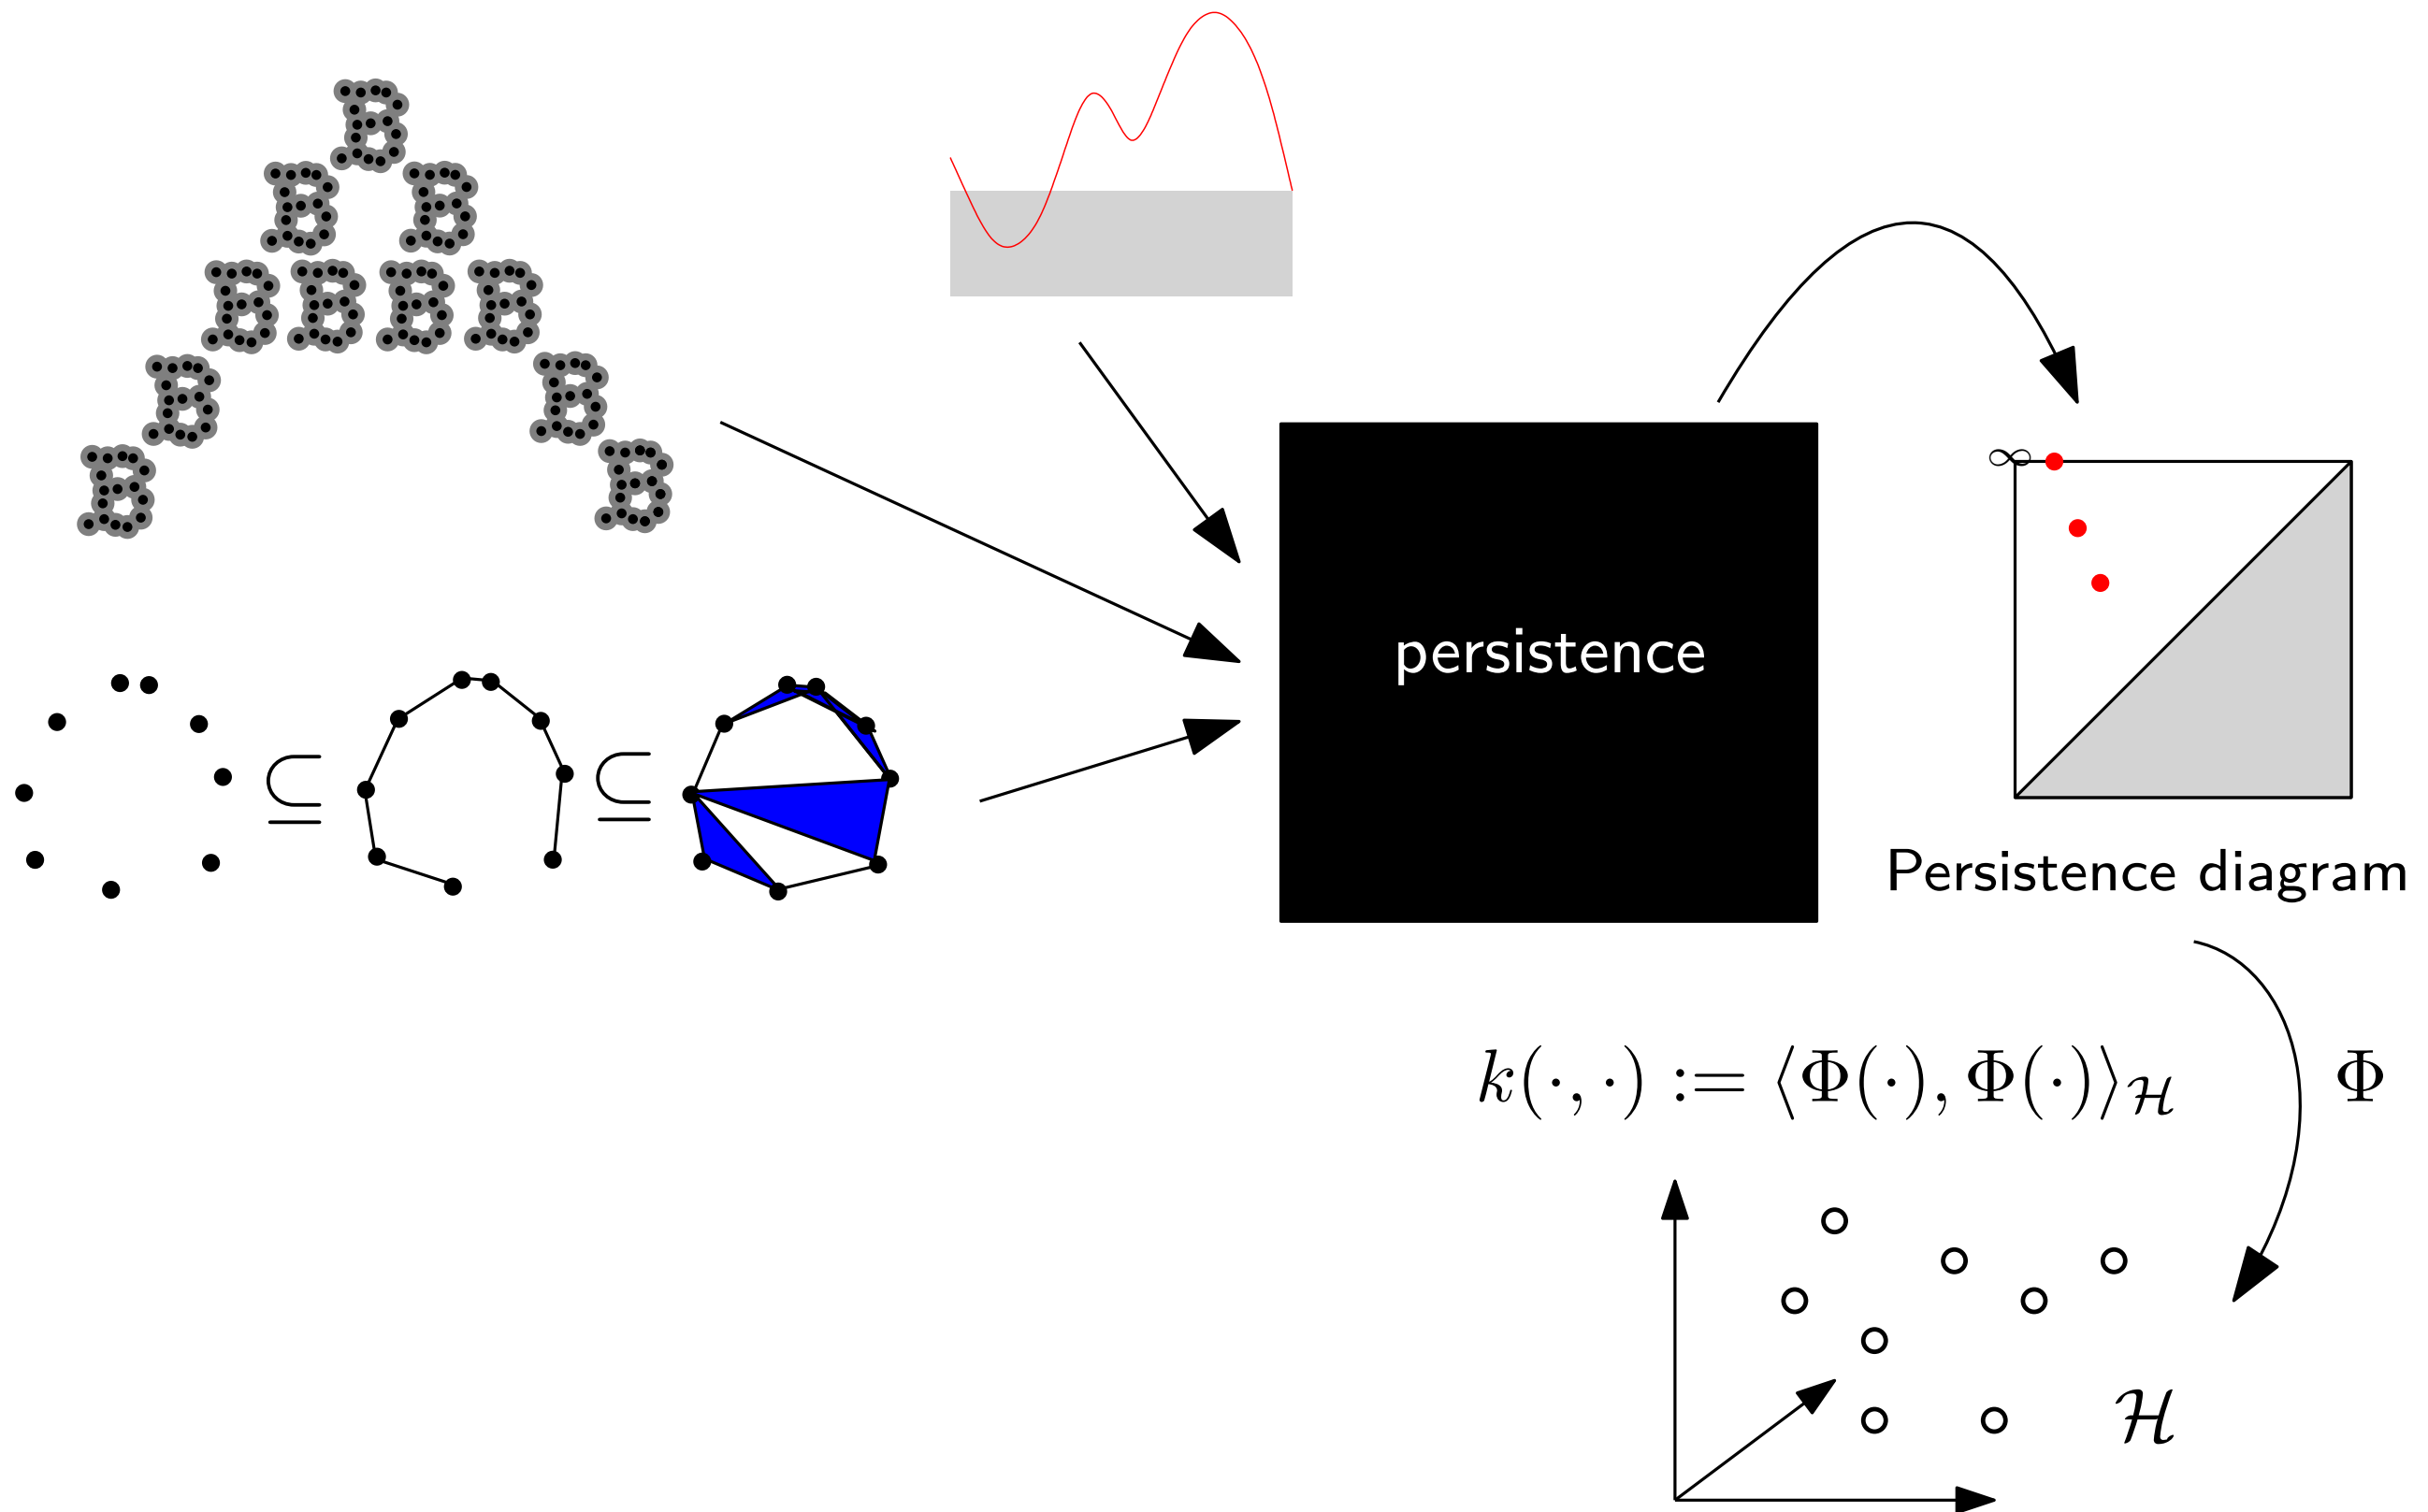 ∞
persistence
⊆ ⊆
Persistence diagram
k(·, ·) := ⟨Φ(·), Φ(·)⟩_ℋ Φ
ℋ